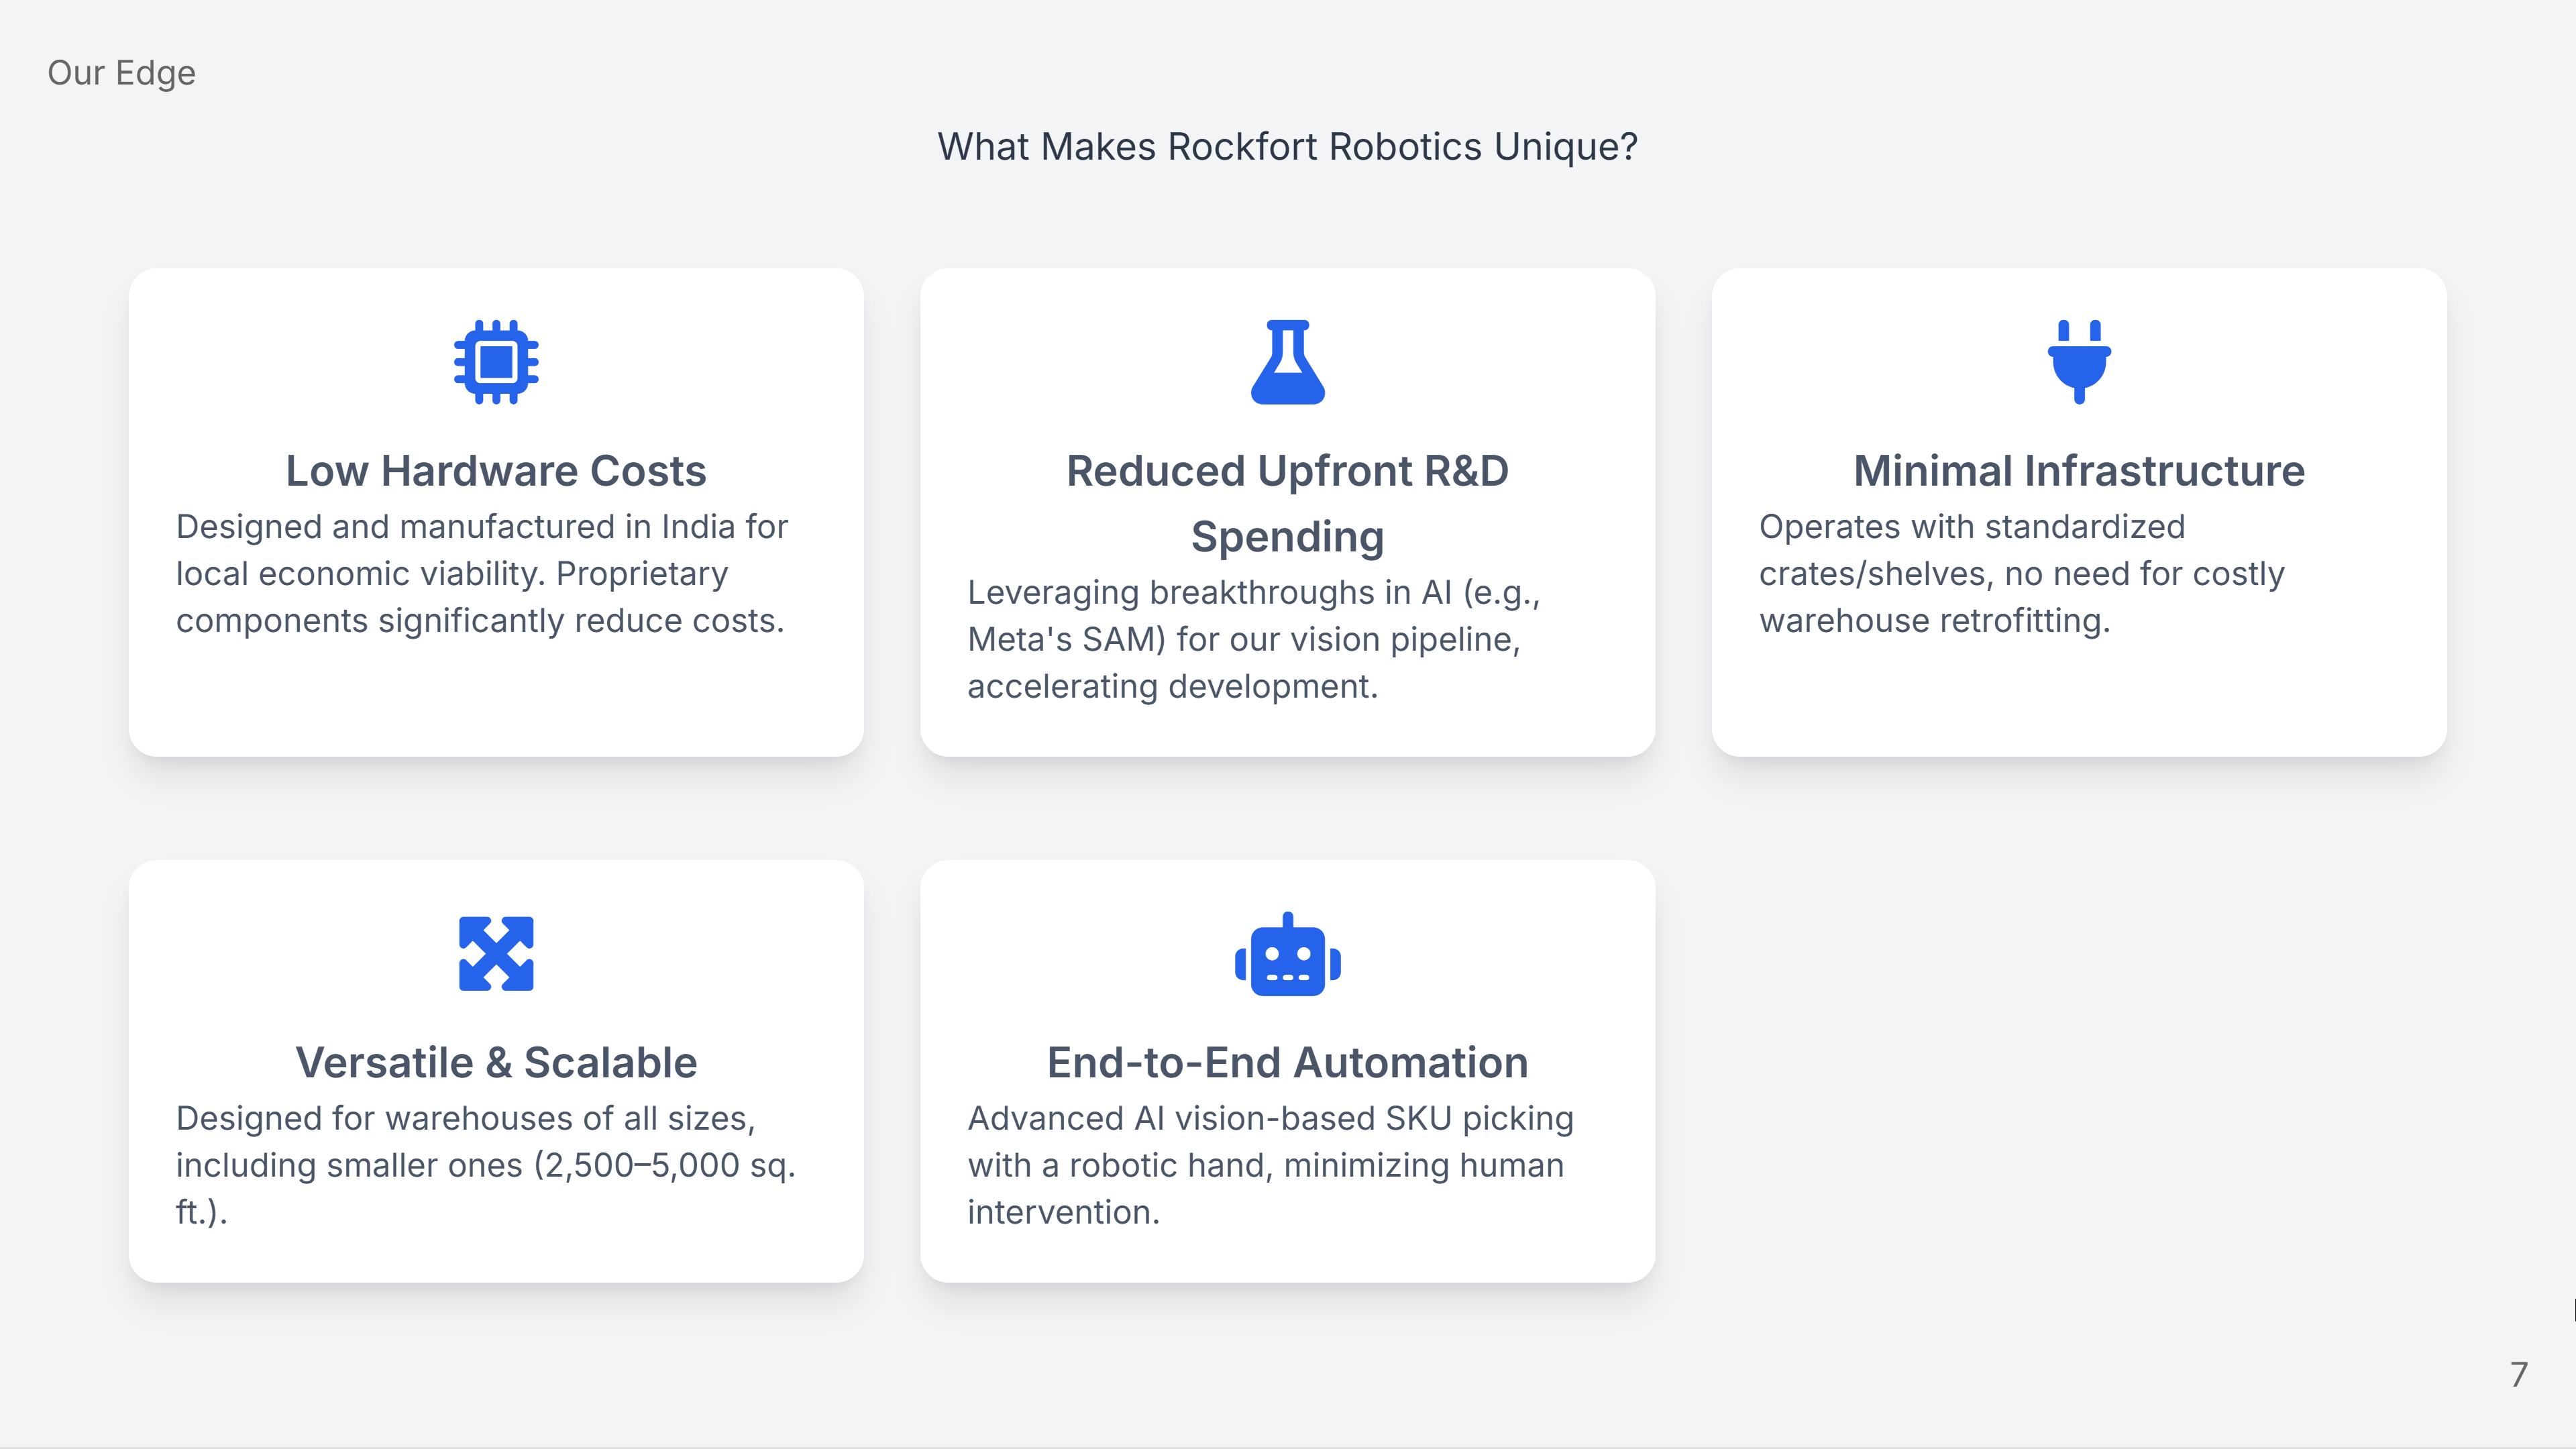 Our Edge
What Makes Rockfort Robotics Unique?
Low Hardware Costs
Designed and manufactured in India for
local economic viability. Proprietary
components significantly reduce costs.
Reduced Upfront R&D
Spending
Leveraging breakthroughs in AI (e.g.,
Meta's SAM) for our vision pipeline,
accelerating development.
Minimal Infrastructure
Operates with standardized
crates/shelves, no need for costly
warehouse retrofitting.
Versatile & Scalable
Designed for warehouses of all sizes,
including smaller ones (2,500–5,000 sq.
ft.).
End-to-End Automation
Advanced AI vision-based SKU picking
with a robotic hand, minimizing human
intervention.
7